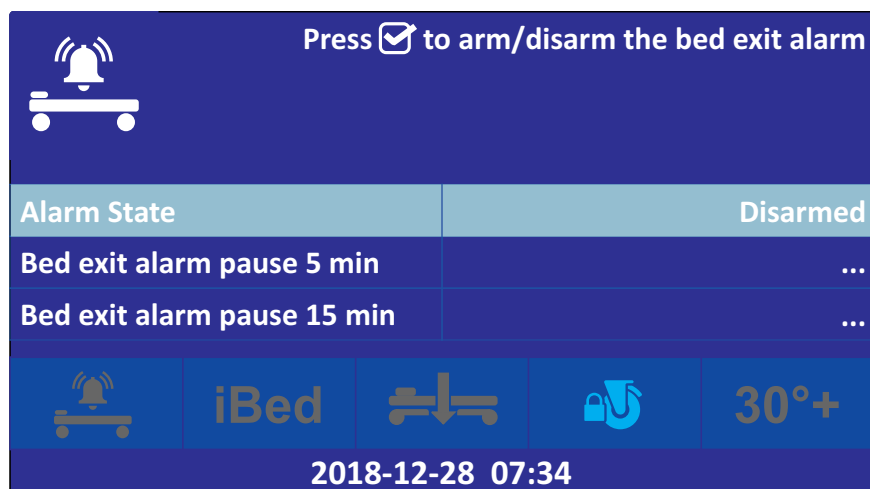 Press to arm/disarm the bed exit alarm
Alarm State Disarmed
Bed exit alarm pause 5 min ...
Bed exit alarm pause 15 min ...
iBed 30°+
2018-12-28 07:34